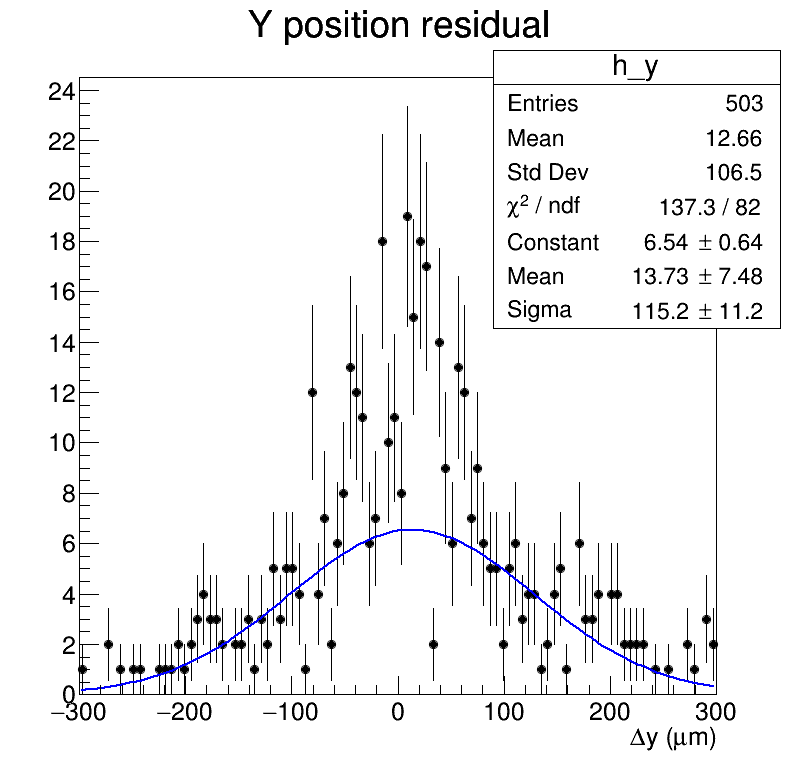 Y position residual
h_y
Entries 503
Mean 12.66
Std Dev 106.5
χ² / ndf 137.3 / 82
Constant 6.54 ± 0.64
Mean 13.73 ± 7.48
Sigma 115.2 ± 11.2
24
22
20
18
16
14
12
10
8
6
4
2
0
−300 −200 −100 0 100 200 300
Δy (μm)